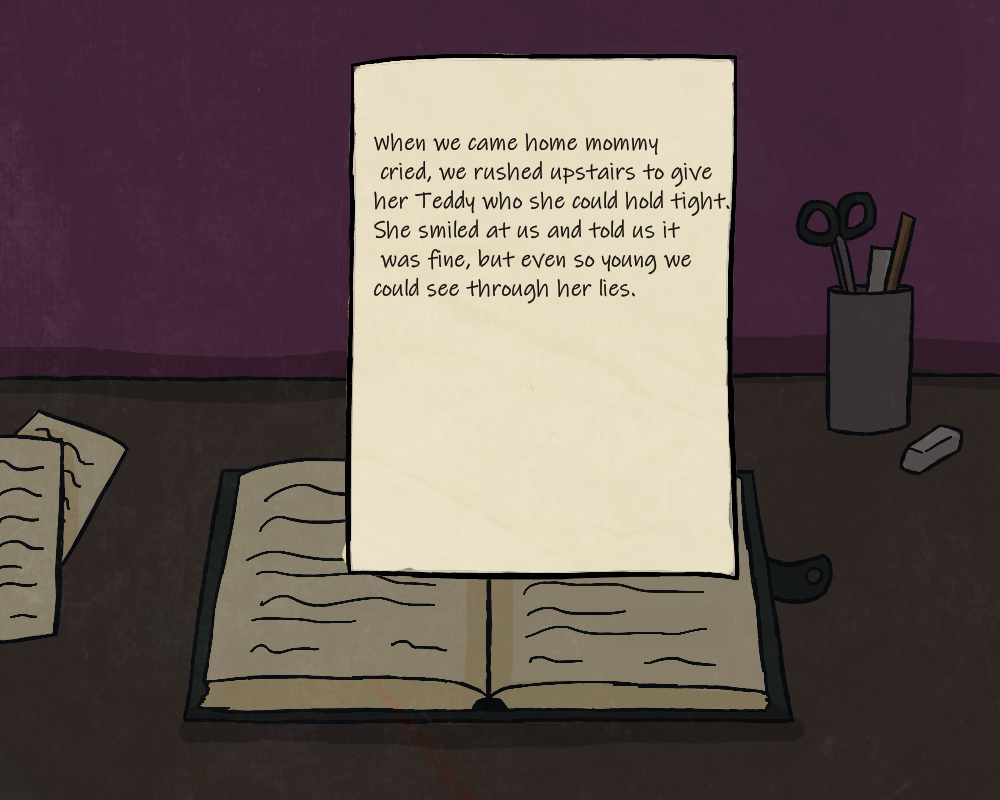 When we came home mommy
cried, we rushed upstairs to give
her Teddy who she could hold tight.
She smiled at us and told us it
was fine, but even so young we
could see through her lies.